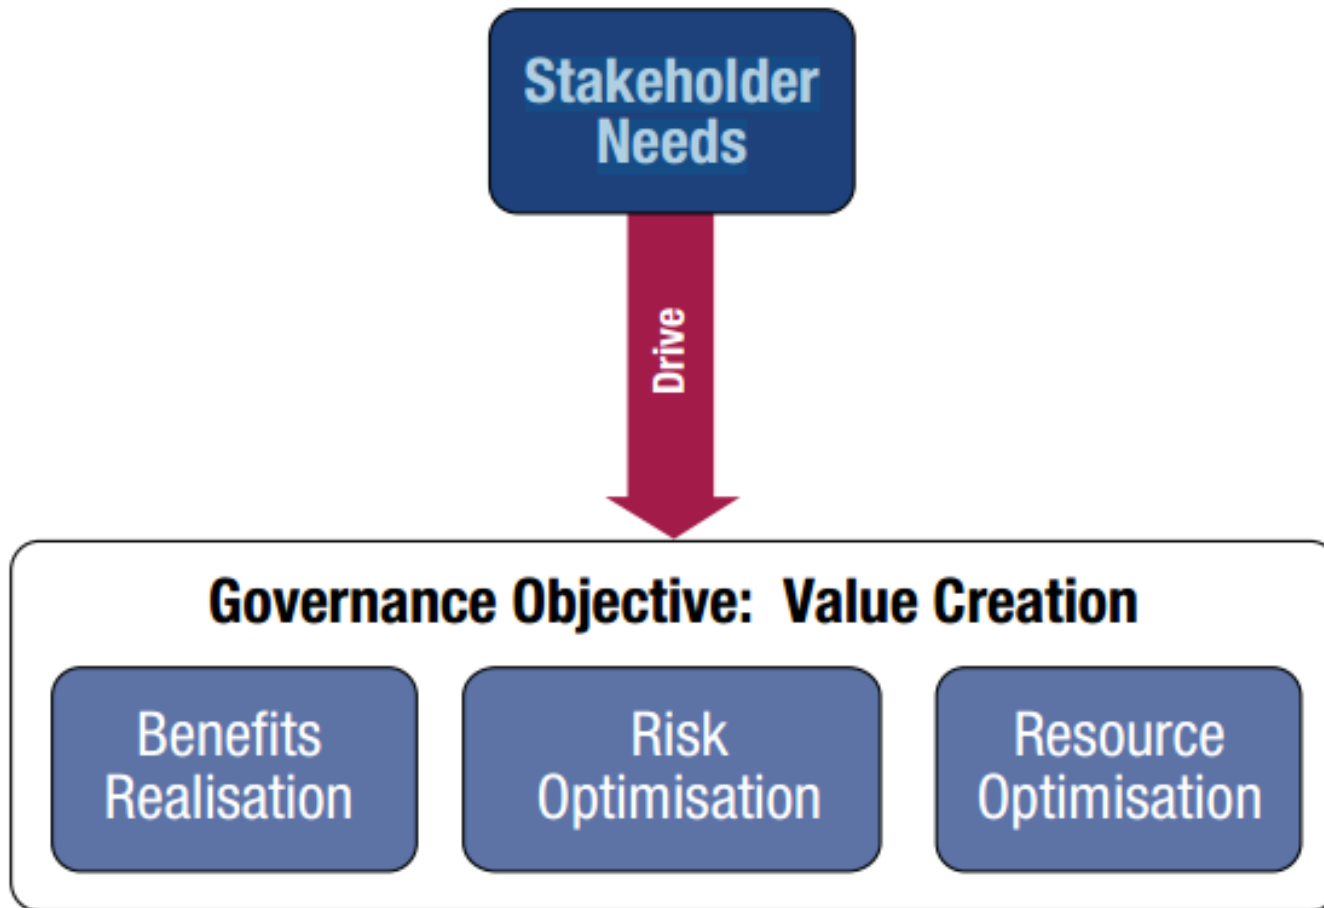 Stakeholder
Needs
Drive
Governance Objective:  Value Creation
Benefits
Realisation
Risk
Optimisation
Resource
Optimisation